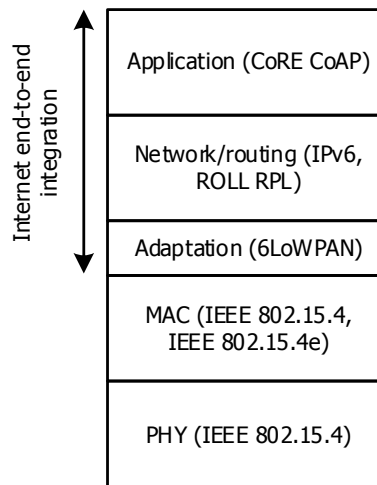 Internet end-to-end
integration
Application (CoRE CoAP)
Network/routing (IPv6,
ROLL RPL)
Adaptation (6LoWPAN)
MAC (IEEE 802.15.4,
IEEE 802.15.4e)
PHY (IEEE 802.15.4)